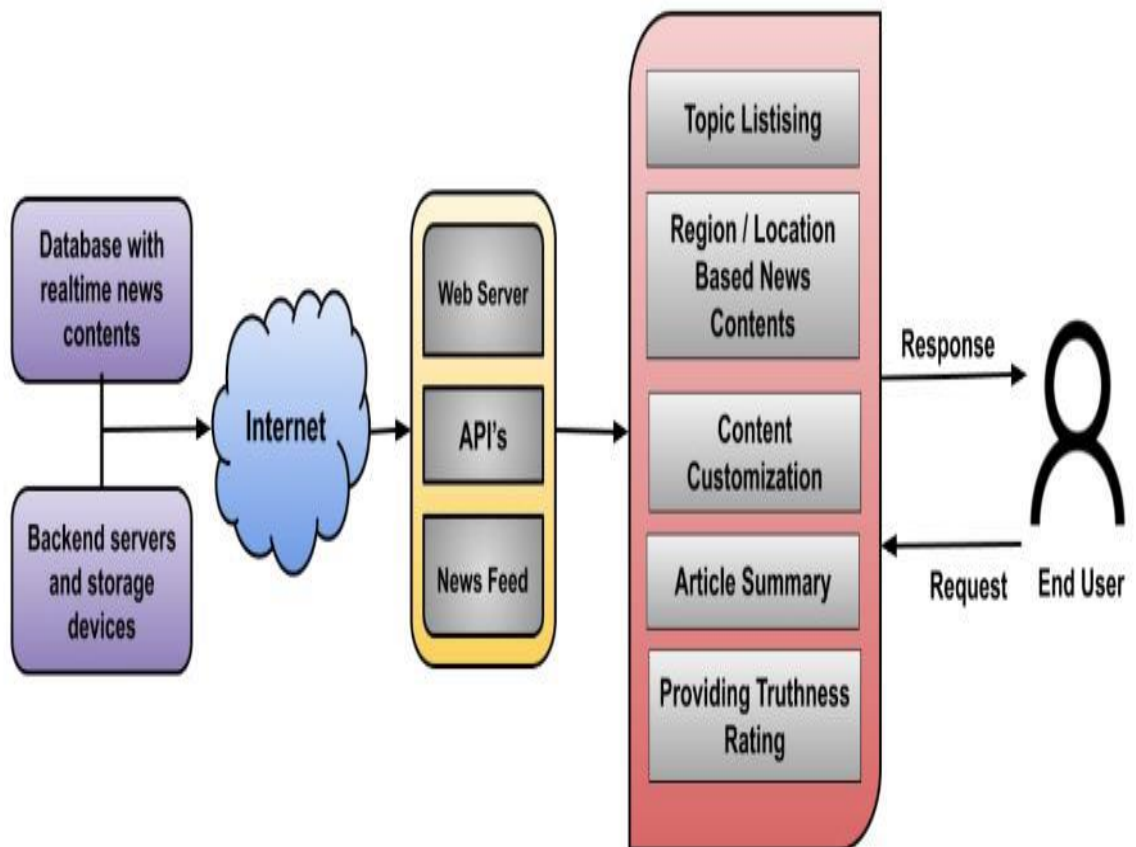 Database with
realtime news
contents
Backend servers
and storage
devices
Internet
Web Server
API's
News Feed
Topic Listising
Region / Location
Based News
Contents
Content
Customization
Article Summary
Providing Truthness
Rating
Response
Request
End User